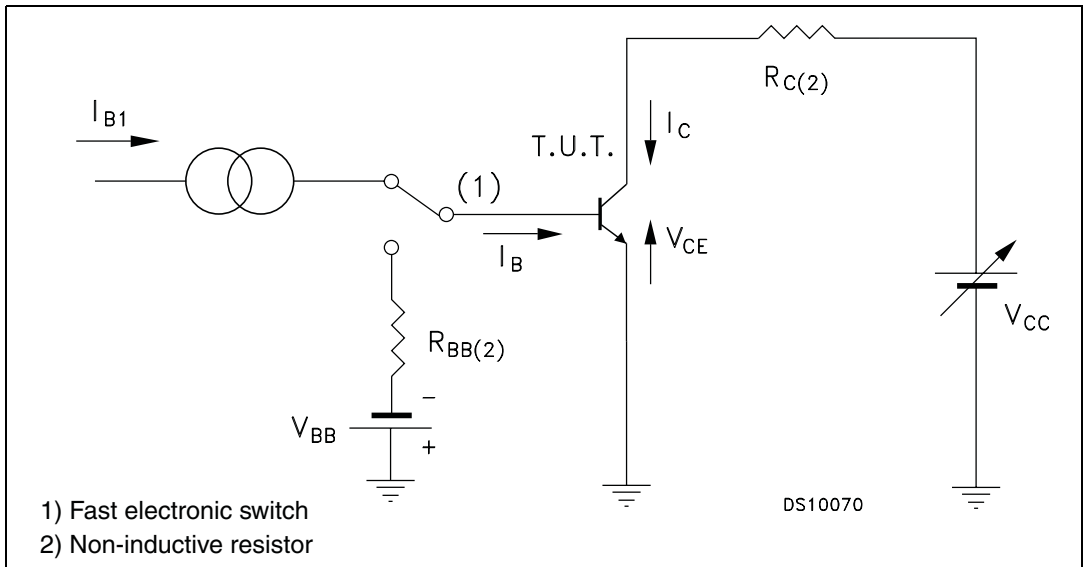 I_B1
R_C(2)
I_C
T.U.T.
(1)
I_B
V_CE
V_CC
R_BB(2)
−
V_BB
+
DS10070
1) Fast electronic switch
2) Non-inductive resistor